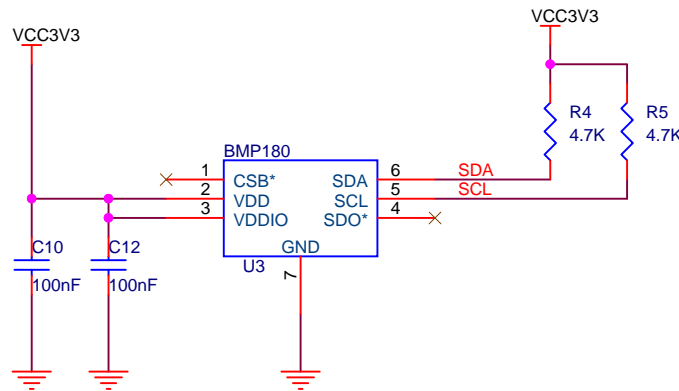 VCC3V3
VCC3V3
R4
4.7K
R5
4.7K
BMP180
1
CSB*
SDA
6
SDA
2
VDD
SCL
5
SCL
3
VDDIO
SDO*
4
GND
U3
7
C10
100nF
C12
100nF